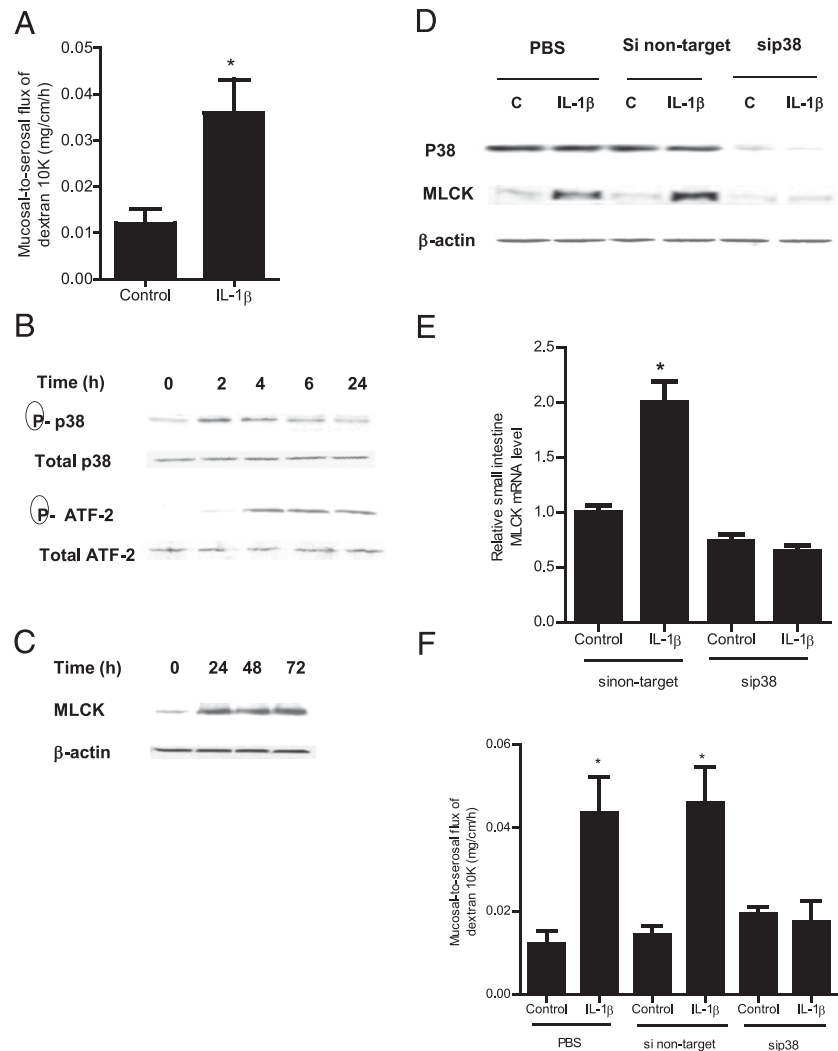 A
Mucosal-to-serosal flux of
dextran 10K (mg/cm/h)
0.05
0.04
0.03
0.02
0.01
0.00
*
Control IL-1β
B
Time (h) 0 2 4 6 24
P- p38
Total p38
P- ATF-2
Total ATF-2
C
Time (h) 0 24 48 72
MLCK
β-actin
D
PBS Si non-target sip38
C IL-1β C IL-1β C IL-1β
P38
MLCK
β-actin
E
Relative small intestine
MLCK mRNA level
2.5
2.0
1.5
1.0
0.5
0.0
*
Control IL-1β Control IL-1β
sinon-target sip38
F
Mucosal-to-serosal flux of
dextran 10K (mg/cm/h)
0.06
0.04
0.02
0.00
* *
Control IL-1β Control IL-1β Control IL-1β
PBS si non-target sip38